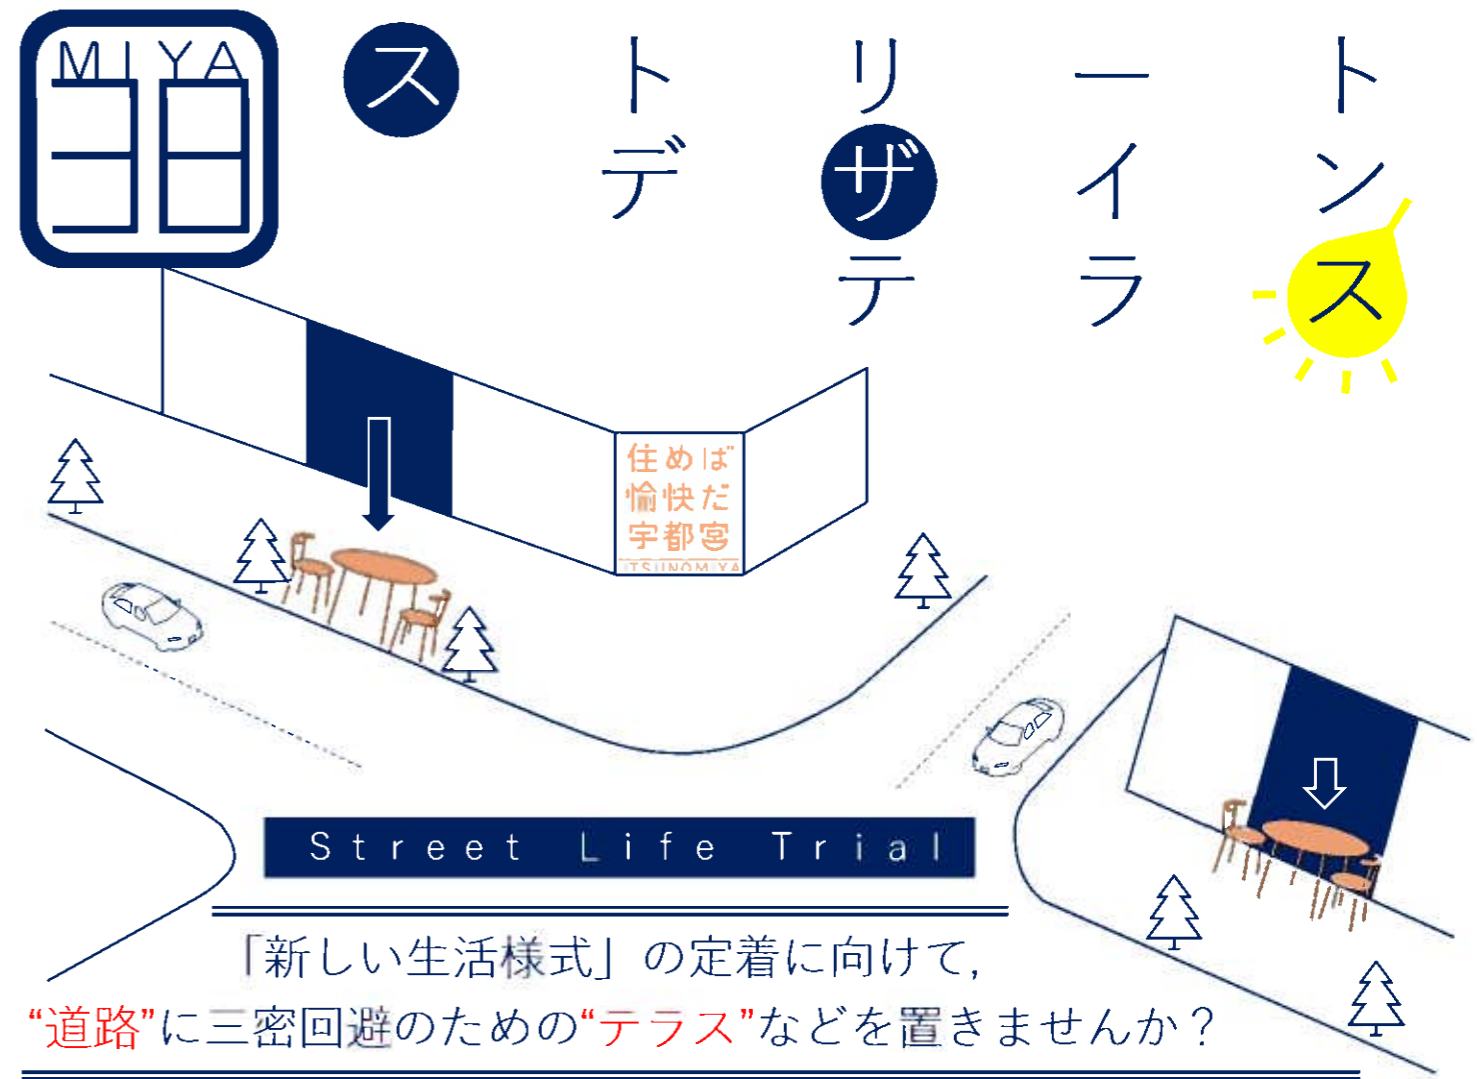 MIYA
ストリート
デザイン
テラス
住めば
愉快だ
宇都宮
UTSUNOMIYA
Street Life Trial
「新しい生活様式」の定着に向けて，
“道路”に三密回避のための“テラス”などを置きませんか？